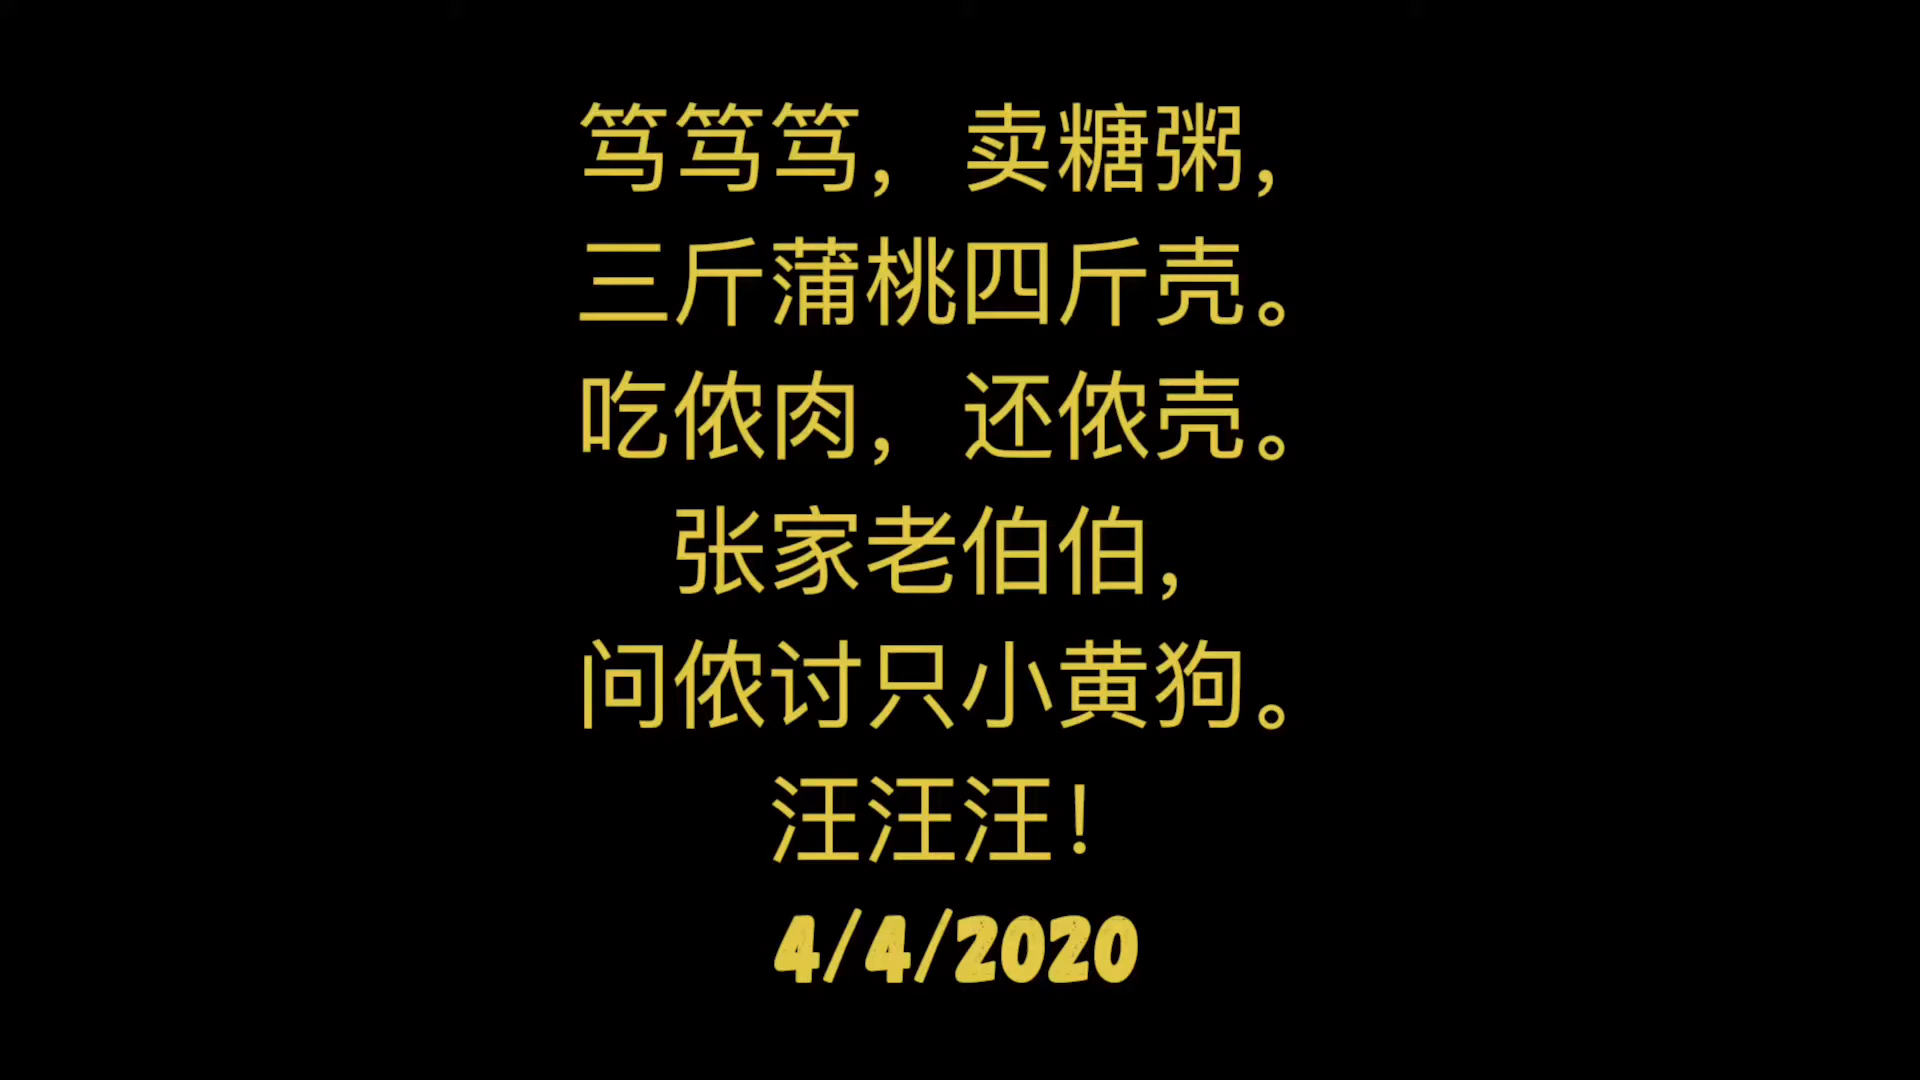 笃笃笃，卖糖粥，
三斤蒲桃四斤壳。
吃侬肉，还侬壳。
张家老伯伯，
问侬讨只小黄狗。
汪汪汪！
4/4/2020